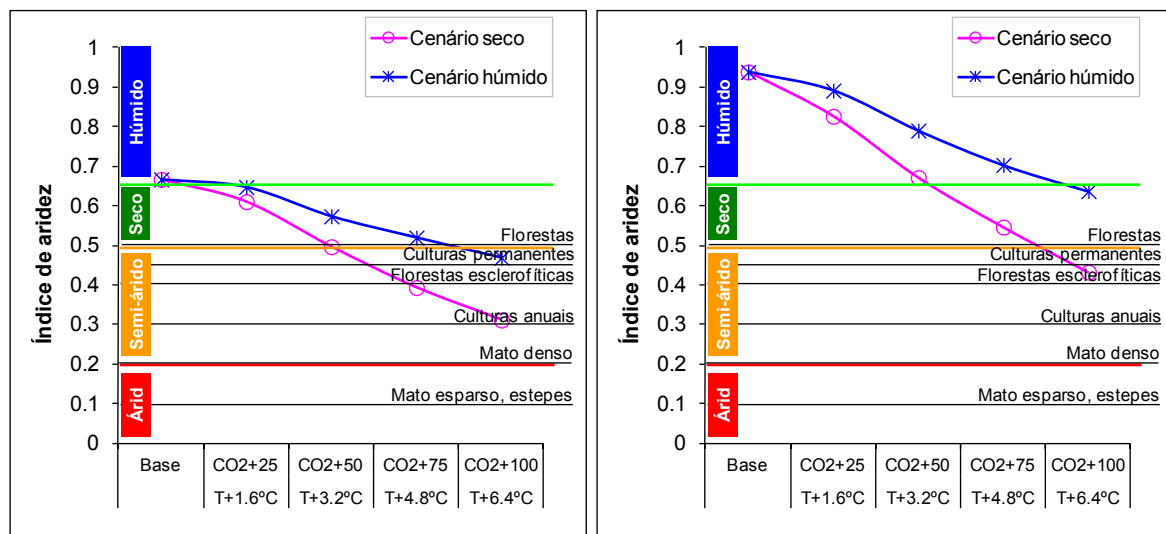 Cenário seco
Cenário húmido
Índice de aridez
1
0.9
0.8
0.7
0.6
0.5
0.4
0.3
0.2
0.1
0
Húmido
Seco
Semi-árido
Árid
Florestas
Culturas permanentes
Florestas esclerofíticas
Culturas anuais
Mato denso
Mato esparso, estepes
Base CO2+25 CO2+50 CO2+75 CO2+100
T+1.6ºC T+3.2ºC T+4.8ºC T+6.4ºC
Cenário seco
Cenário húmido
Índice de aridez
1
0.9
0.8
0.7
0.6
0.5
0.4
0.3
0.2
0.1
0
Húmido
Seco
Semi-árido
Árid
Florestas
Culturas permanentes
Florestas esclerofíticas
Culturas anuais
Mato denso
Mato esparso, estepes
Base CO2+25 CO2+50 CO2+75 CO2+100
T+1.6ºC T+3.2ºC T+4.8ºC T+6.4ºC